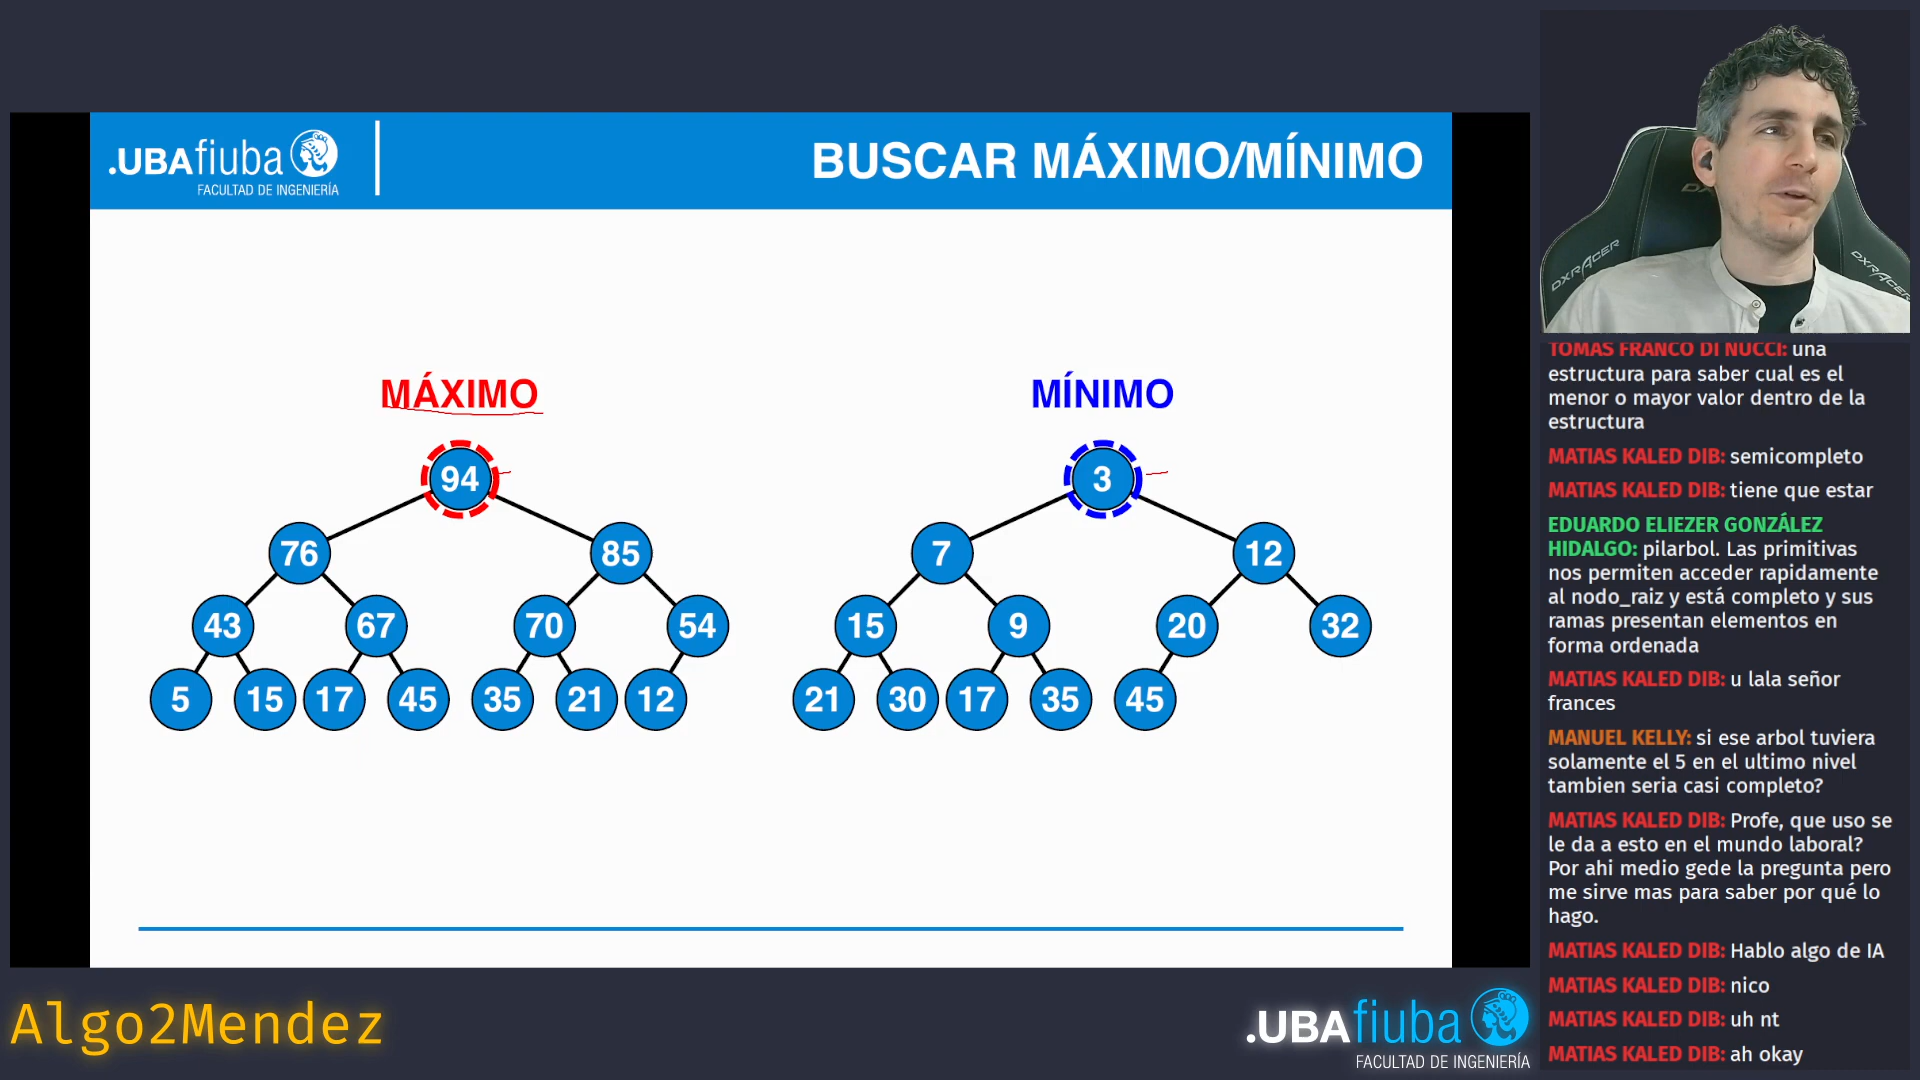 .UBAfiuba
FACULTAD DE INGENIERÍA
BUSCAR MÁXIMO/MÍNIMO
MÁXIMO
94
76 85
43 67 70 54
5 15 17 45 35 21 12
MÍNIMO
3
7 12
15 9 20 32
21 30 17 35 45
DXRACER
DXRACER
TOMAS FRANCO DI NUCCI: una
estructura para saber cual es el
menor o mayor valor dentro de la
estructura
MATIAS KALED DIB: semicompleto
MATIAS KALED DIB: tiene que estar
EDUARDO ELIEZER GONZÁLEZ
HIDALGO: pilarbol. Las primitivas
nos permiten acceder rapidamente
al nodo_raiz y está completo y sus
ramas presentan elementos en
forma ordenada
MATIAS KALED DIB: u lala señor
frances
MANUEL KELLY: si ese arbol tuviera
solamente el 5 en el ultimo nivel
tambien seria casi completo?
MATIAS KALED DIB: Profe, que uso se
le da a esto en el mundo laboral?
Por ahi medio gede la pregunta pero
me sirve mas para saber por qué lo
hago.
MATIAS KALED DIB: Hablo algo de IA
MATIAS KALED DIB: nico
MATIAS KALED DIB: uh nt
MATIAS KALED DIB: ah okay
Algo2Mendez
.UBAfiuba
FACULTAD DE INGENIERÍA